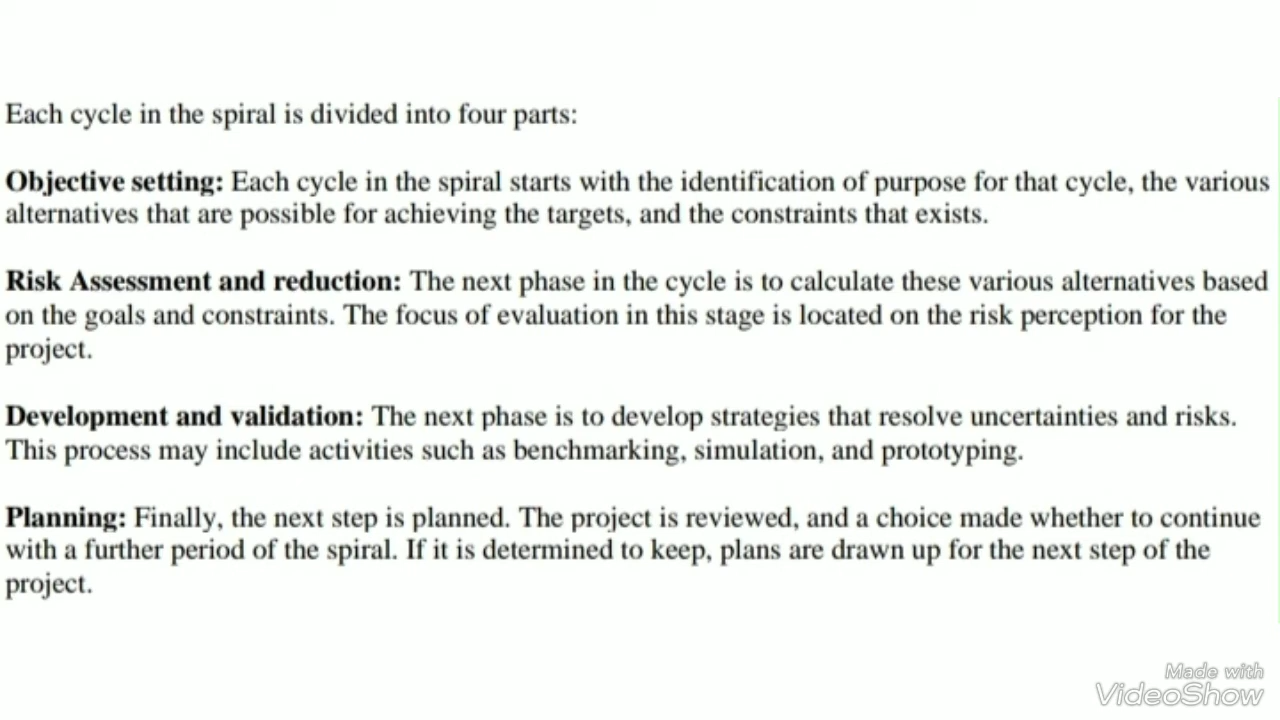 Each cycle in the spiral is divided into four parts:
Objective setting: Each cycle in the spiral starts with the identification of purpose for that cycle, the various
alternatives that are possible for achieving the targets, and the constraints that exists.
Risk Assessment and reduction: The next phase in the cycle is to calculate these various alternatives based
on the goals and constraints. The focus of evaluation in this stage is located on the risk perception for the
project.
Development and validation: The next phase is to develop strategies that resolve uncertainties and risks.
This process may include activities such as benchmarking, simulation, and prototyping.
Planning: Finally, the next step is planned. The project is reviewed, and a choice made whether to continue
with a further period of the spiral. If it is determined to keep, plans are drawn up for the next step of the
project.
Made with
VideoShow